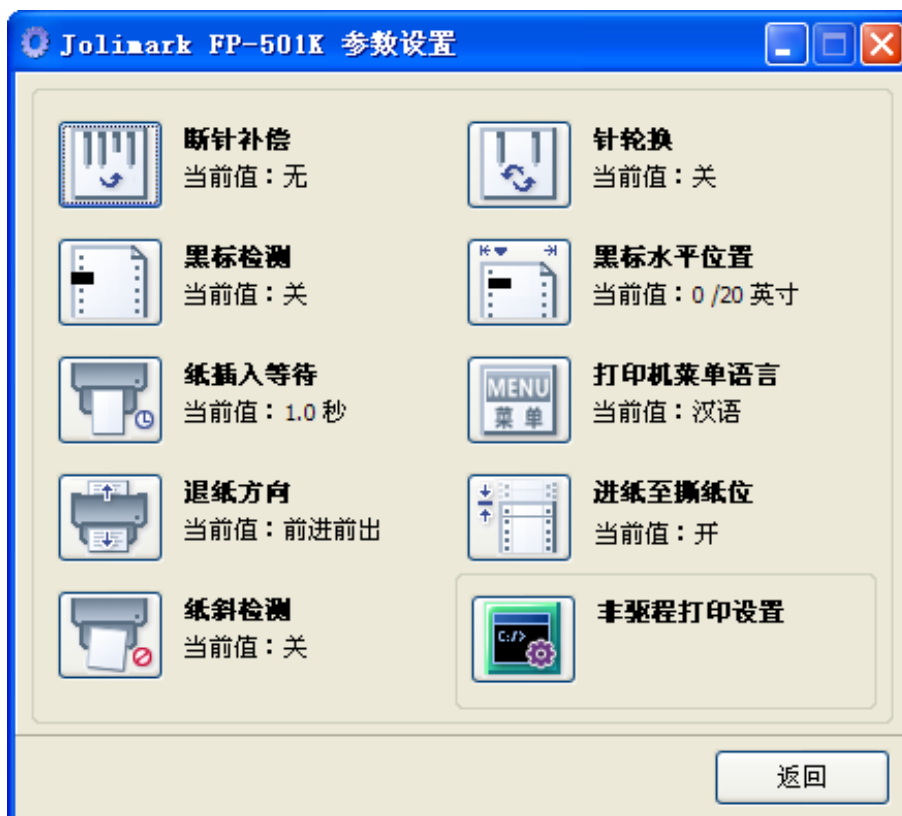 Jolimark FP-501K 参数设置
断针补偿
当前值：无
针轮换
当前值：关
黑标检测
当前值：关
黑标水平位置
当前值：0 /20 英寸
纸插入等待
当前值：1.0 秒
MENU
菜单
打印机菜单语言
当前值：汉语
退纸方向
当前值：前进前出
进纸至撕纸位
当前值：开
纸斜检测
当前值：关
C:/>
非驱程打印设置
返回